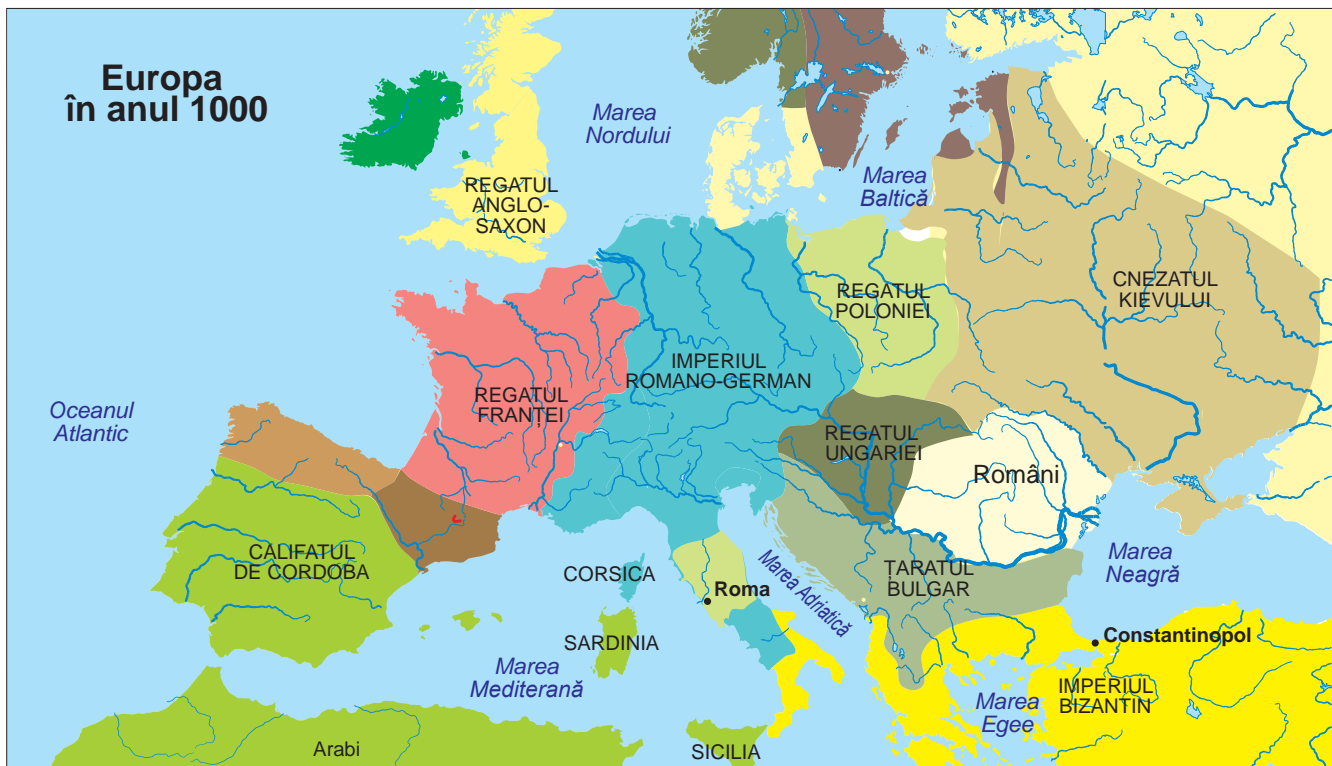 Europa
în anul 1000
Marea
Nordului
Marea
Baltică
REGATUL
ANGLO-
SAXON
CNEZATUL
KIEVULUI
REGATUL
POLONIEI
IMPERIUL
ROMANO-GERMAN
REGATUL
FRANȚEI
Oceanul
Atlantic
REGATUL
UNGARIEI
Români
CALIFATUL
DE CORDOBA
CORSICA
Roma
Marea Adriatică
ȚARATUL
BULGAR
Marea
Neagră
SARDINIA
Constantinopol
Marea
Mediterană
IMPERIUL
BIZANTIN
Marea
Egee
Arabi
SICILIA